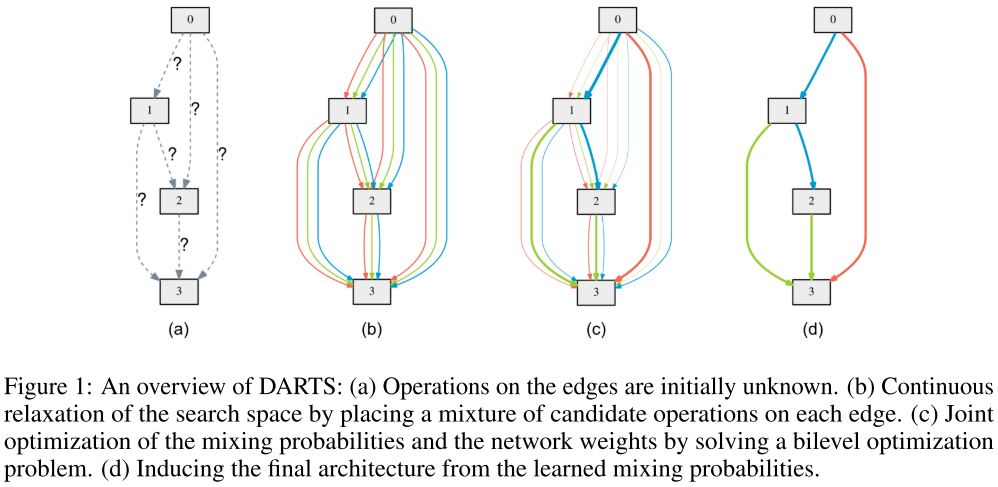 0 0 0 0
?
1 ? 1 1 1
? ?
?
2 2 2 2
?
3 3 3 3
(a) (b) (c) (d)
Figure 1: An overview of DARTS: (a) Operations on the edges are initially unknown. (b) Continuous
relaxation of the search space by placing a mixture of candidate operations on each edge. (c) Joint
optimization of the mixing probabilities and the network weights by solving a bilevel optimization
problem. (d) Inducing the final architecture from the learned mixing probabilities.